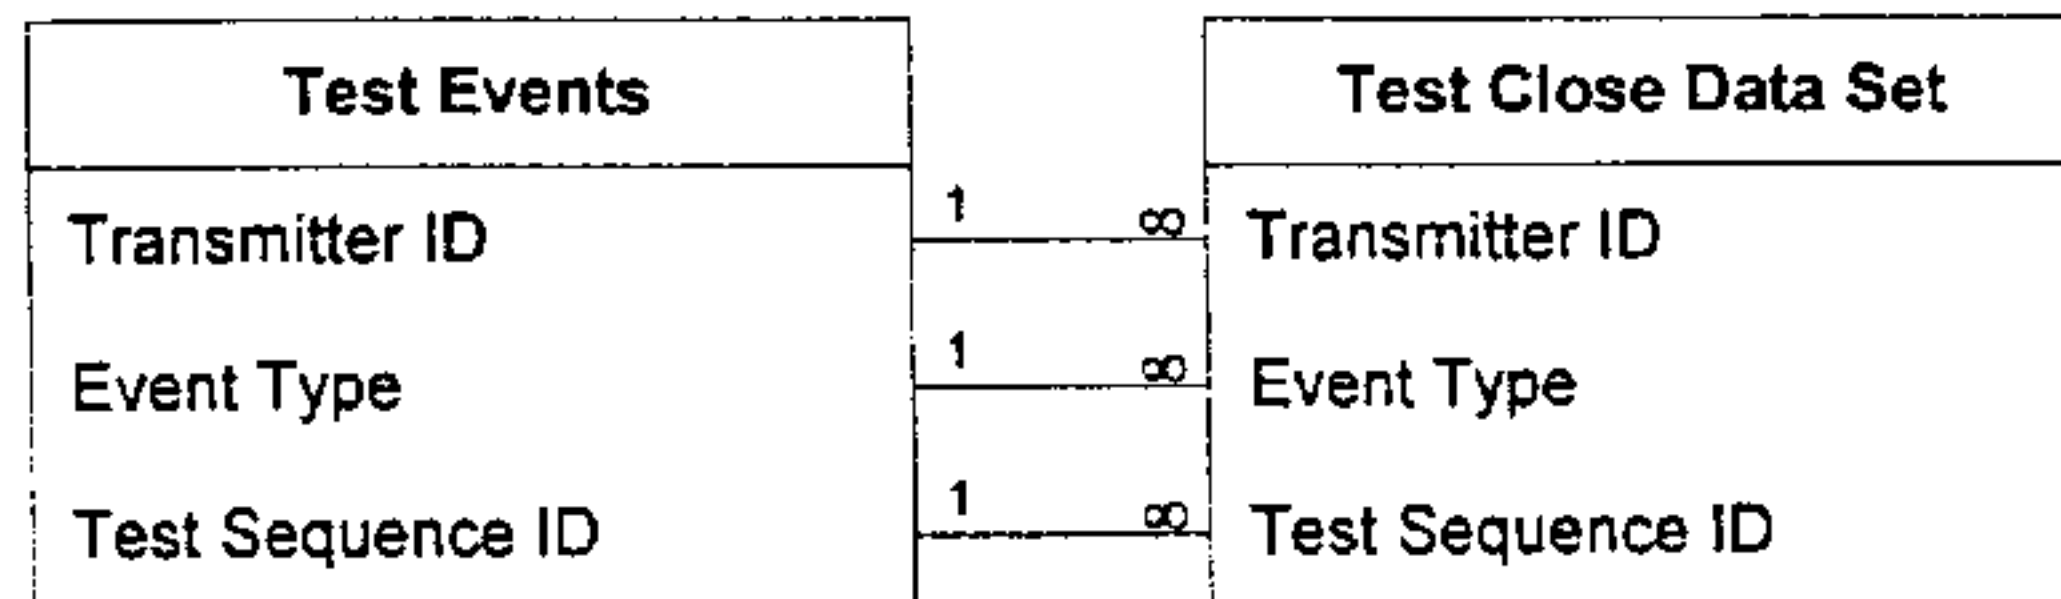 Test Events
Test Close Data Set
Transmitter ID
1 ∞
Transmitter ID
Event Type
1 ∞
Event Type
Test Sequence ID
1 ∞
Test Sequence ID